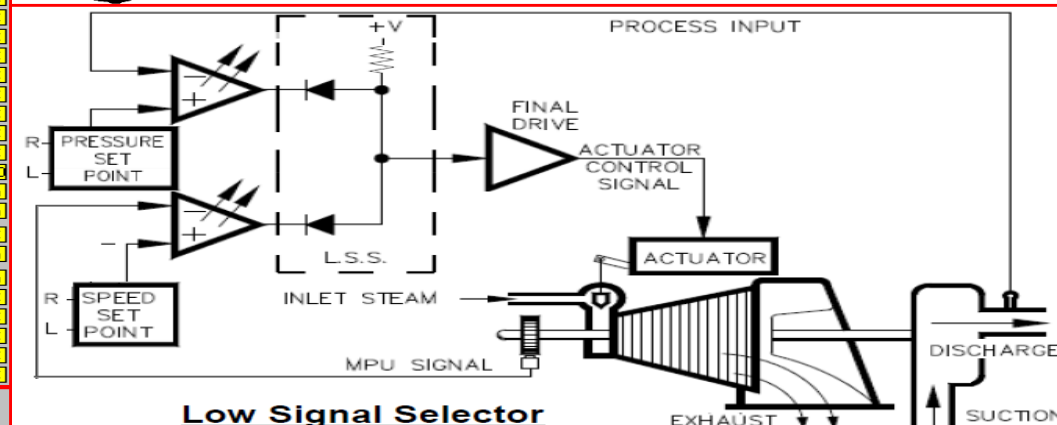 +V
PROCESS INPUT
−
+
FINAL
DRIVE
R
PRESSURE
SET
POINT
L
ACTUATOR
CONTROL
SIGNAL
−
+
L.S.S.
ACTUATOR
R
SPEED
SET
POINT
L
INLET STEAM
MPU SIGNAL
DISCHARGE
Low Signal Selector
EXHAUST
SUCTION